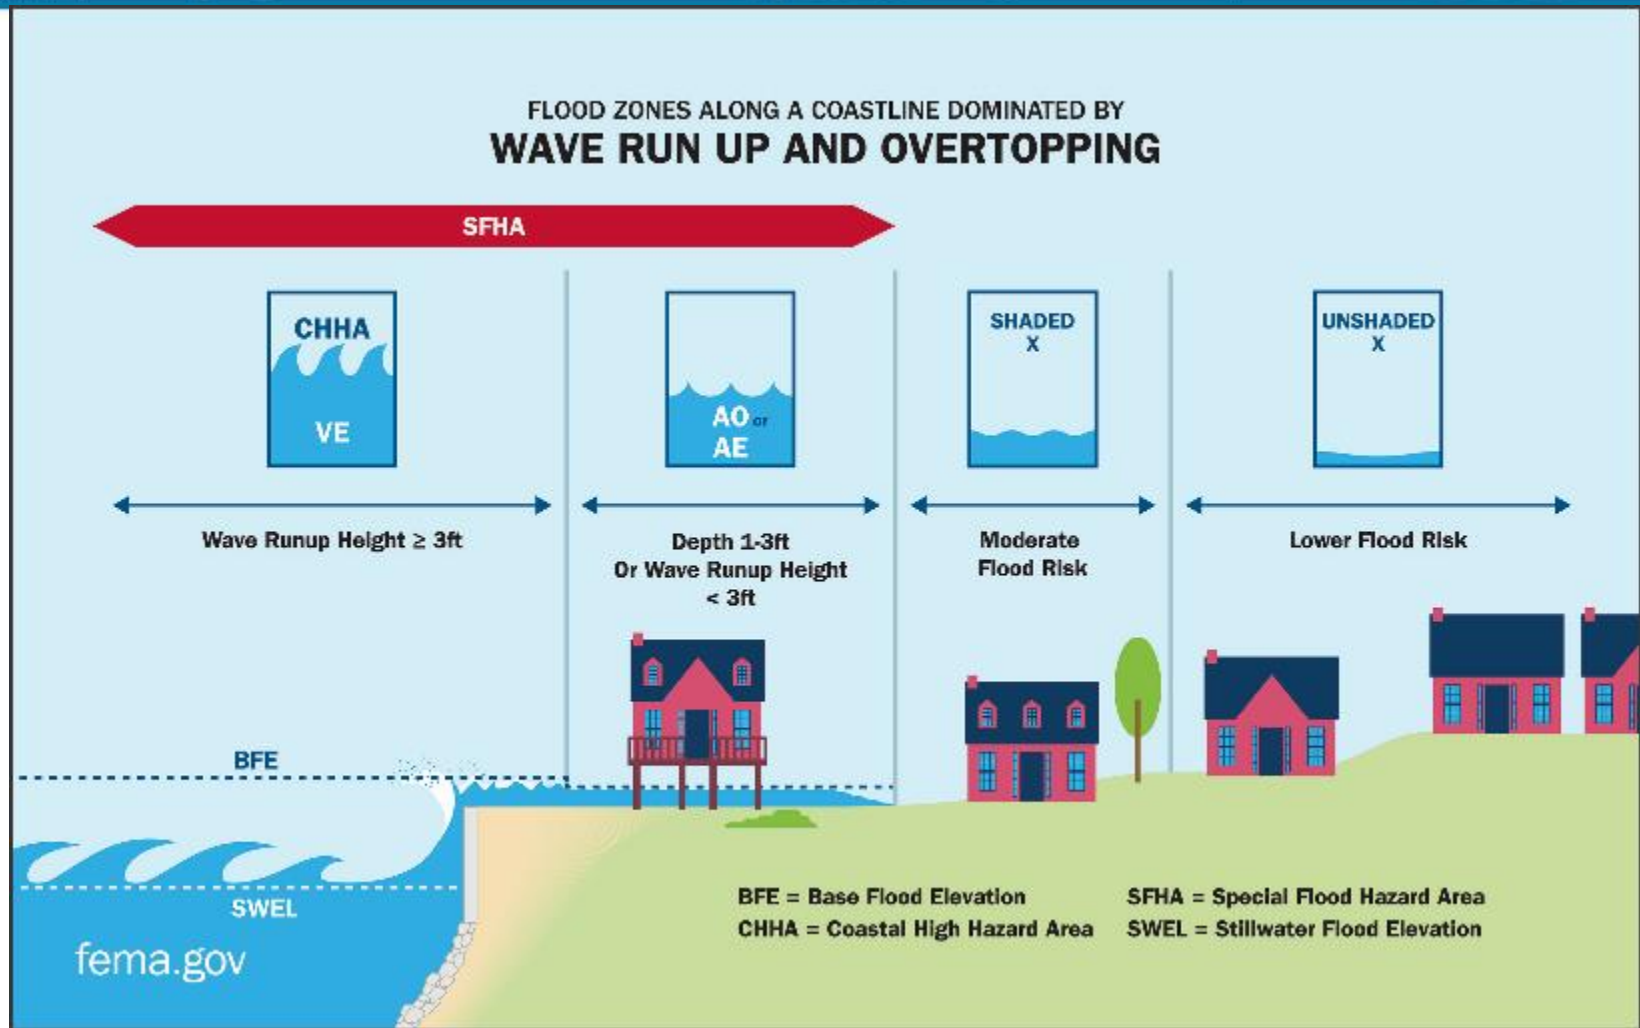 FLOOD ZONES ALONG A COASTLINE DOMINATED BY
WAVE RUN UP AND OVERTOPPING
SFHA
CHHA
VE
AO or
AE
SHADED
X
UNSHADED
X
Wave Runup Height ≥ 3ft
Depth 1-3ft
Or Wave Runup Height
< 3ft
Moderate
Flood Risk
Lower Flood Risk
BFE
SWEL
BFE = Base Flood Elevation
CHHA = Coastal High Hazard Area
SFHA = Special Flood Hazard Area
SWEL = Stillwater Flood Elevation
fema.gov